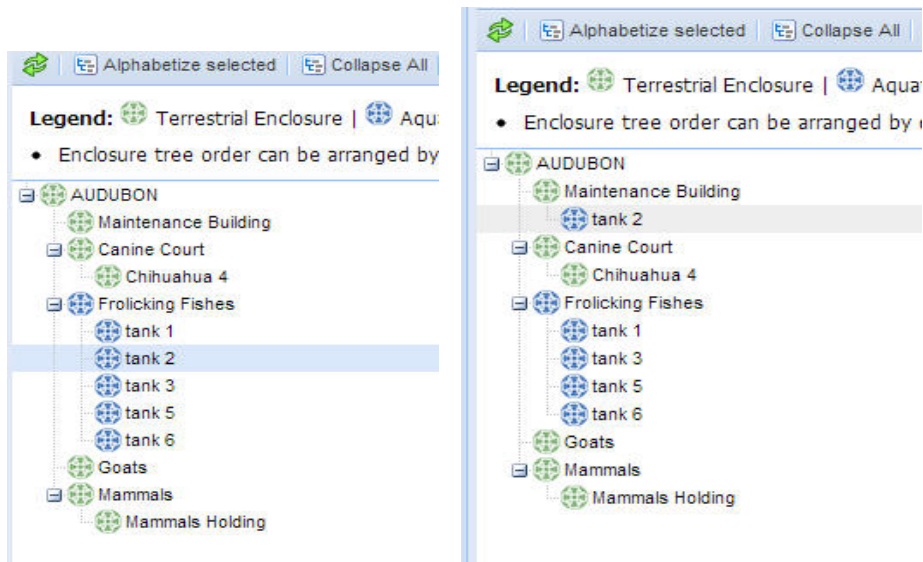 Alphabetize selected | Collapse All
Legend: Terrestrial Enclosure |
• Enclosure tree order can be arranged by
AUDUBON
Maintenance Building
Canine Court
Chihuahua 4
Frolicking Fishes
tank 1
tank 2
tank 3
tank 5
tank 6
Goats
Mammals
Mammals Holding
Alphabetize selected | Collapse All |
Legend: Terrestrial Enclosure |
• Enclosure tree order can be arranged by
AUDUBON
Maintenance Building
tank 2
Canine Court
Chihuahua 4
Frolicking Fishes
tank 1
tank 3
tank 5
tank 6
Goats
Mammals
Mammals Holding